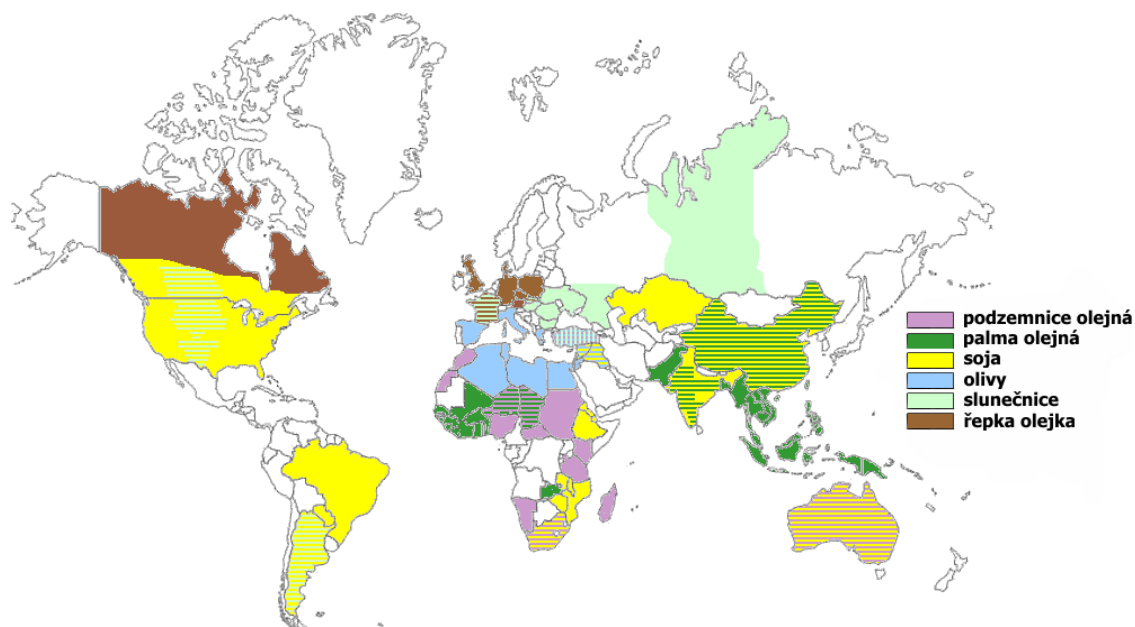 podzemnice olejná
palma olejná
soja
olivy
slunečnice
řepka olejka